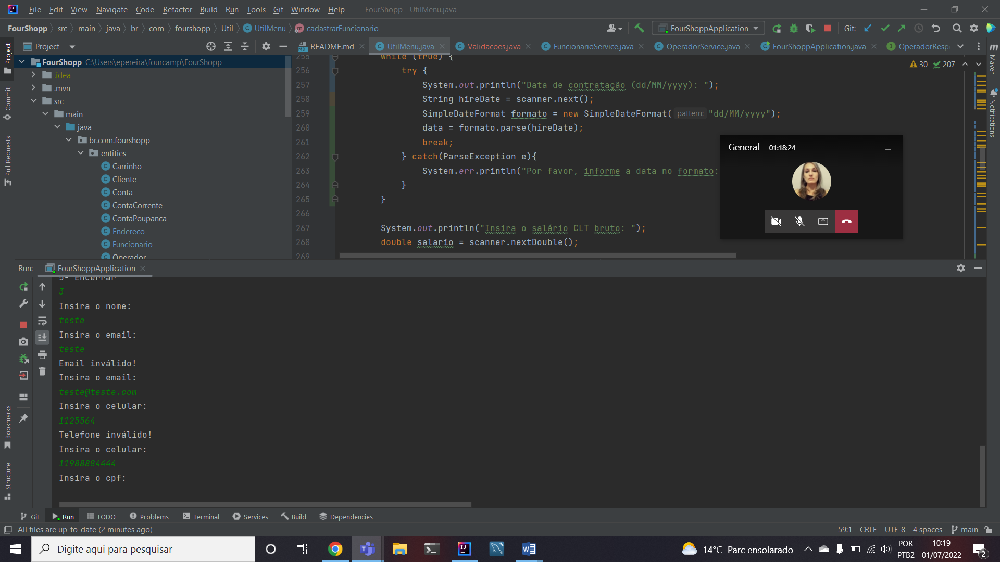 File Edit View Navigate Code Refactor Build Run Tools Git Window Help FourShopp - UtilMenu.java
FourShopp src main java br com fourshopp Util UtilMenu cadastrarFuncionario
FourShoppApplication Git:
Project
README.md UtilMenu.java Validacoes.java FuncionarioService.java OperadorService.java FourShoppApplication.java OperadorResp
FourShopp C:\Users\epereira\fourcamp\FourShopp
.idea
.mvn
src
main
java
br.com.fourshopp
entities
Carrinho
Cliente
Conta
ContaCorrente
ContaPoupanca
Endereco
Funcionario
Operador
30 207
255 while (true) {
256 try {
257 System.out.println("Data de contratação (dd/MM/yyyy): ");
258 String hireDate = scanner.next();
259 SimpleDateFormat formato = new SimpleDateFormat( pattern: "dd/MM/yyyy");
260 data = formato.parse(hireDate);
261 break;
262 } catch(ParseException e){
263 System.err.println("Por favor, informe a data no formato:
264 }
265 }
266
267 System.out.println("Insira o salário CLT bruto: ");
268 double salario = scanner.nextDouble();
269
General 01:18:24
Project
Commit
Pull Requests
Bookmarks
Structure
Maven
Notifications
Run: FourShoppApplication
5- Encerrar
3
Insira o nome:
teste
Insira o email:
teste
Email inválido!
Insira o email:
teste@teste.com
Insira o celular:
1125564
Telefone inválido!
Insira o celular:
11988884444
Insira o cpf:
Git Run TODO Problems Terminal Services Build Dependencies
All files are up-to-date (2 minutes ago) 59:1 CRLF UTF-8 4 spaces main
Digite aqui para pesquisar
14°C Parc ensolarado
POR
PTB2
10:19
01/07/2022
2